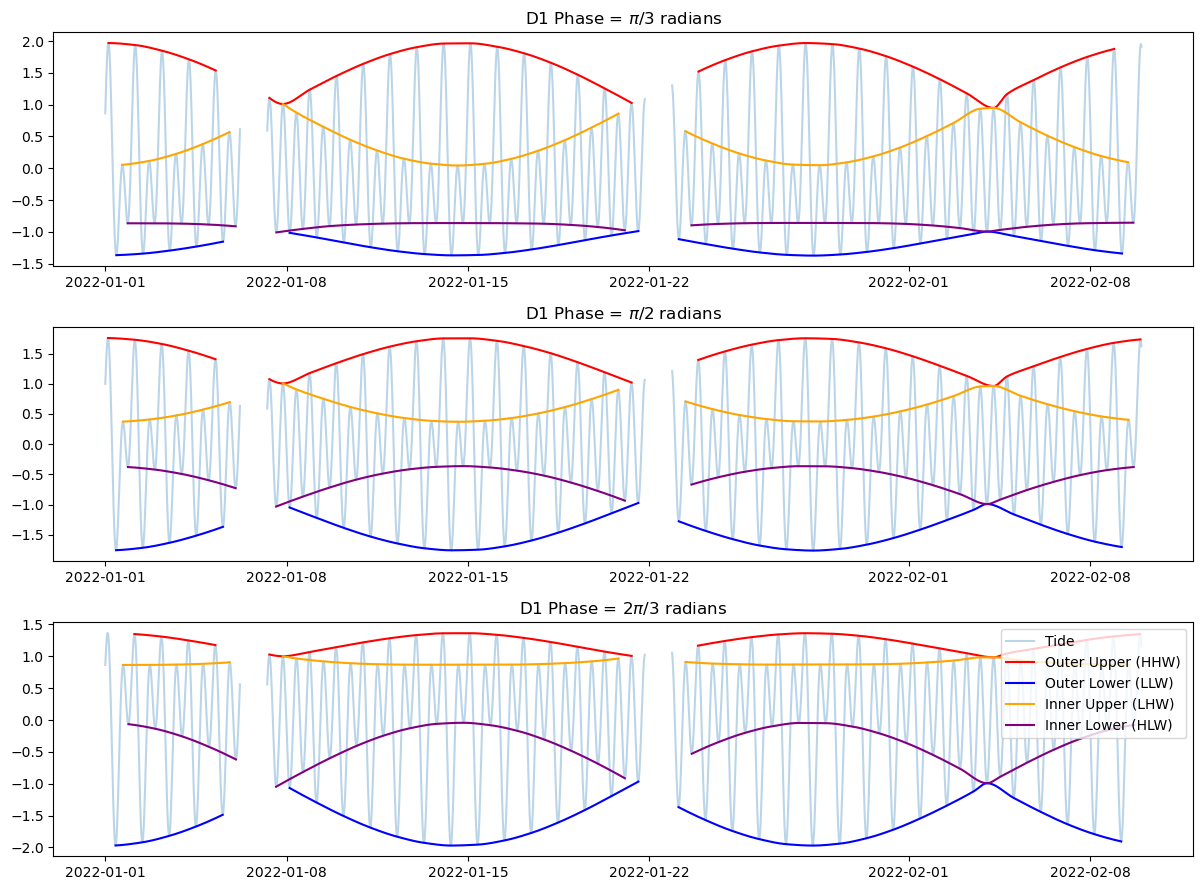 D1 Phase = π/3 radians
2.0
1.5
1.0
0.5
0.0
−0.5
−1.0
−1.5
2022-01-01 2022-01-08 2022-01-15 2022-01-22 2022-02-01 2022-02-08
D1 Phase = π/2 radians
1.5
1.0
0.5
0.0
−0.5
−1.0
−1.5
2022-01-01 2022-01-08 2022-01-15 2022-01-22 2022-02-01 2022-02-08
D1 Phase = 2π/3 radians
1.5
1.0
0.5
0.0
−0.5
−1.0
−1.5
−2.0
Tide
Outer Upper (HHW)
Outer Lower (LLW)
Inner Upper (LHW)
Inner Lower (HLW)
2022-01-01 2022-01-08 2022-01-15 2022-01-22 2022-02-01 2022-02-08